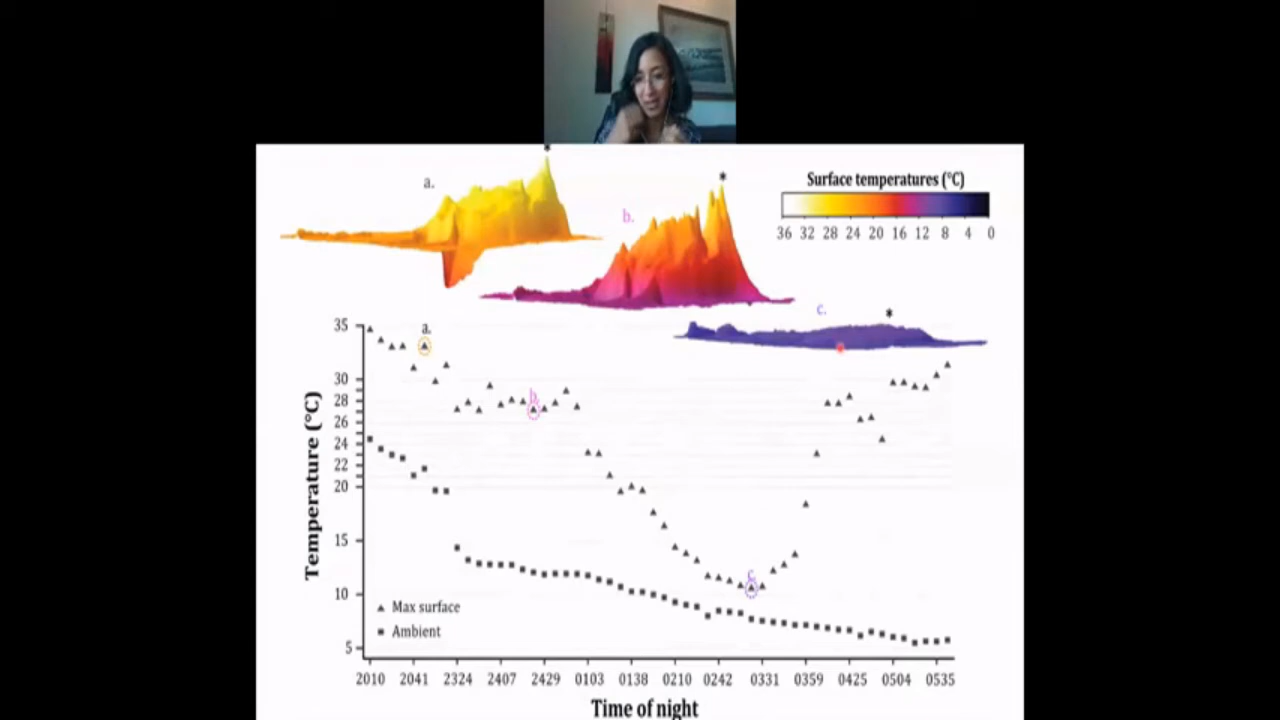 *
a.
*
b.
Surface temperatures (°C)
36 32 28 24 20 16 12 8 4 0
c.
*
a.
b.
c.
35
30
28
26
24
22
20
15
10
5
Temperature (°C)
Max surface
Ambient
2010 2041 2324 2407 2429 0103 0138 0210 0242 0331 0359 0425 0504 0535
Time of night